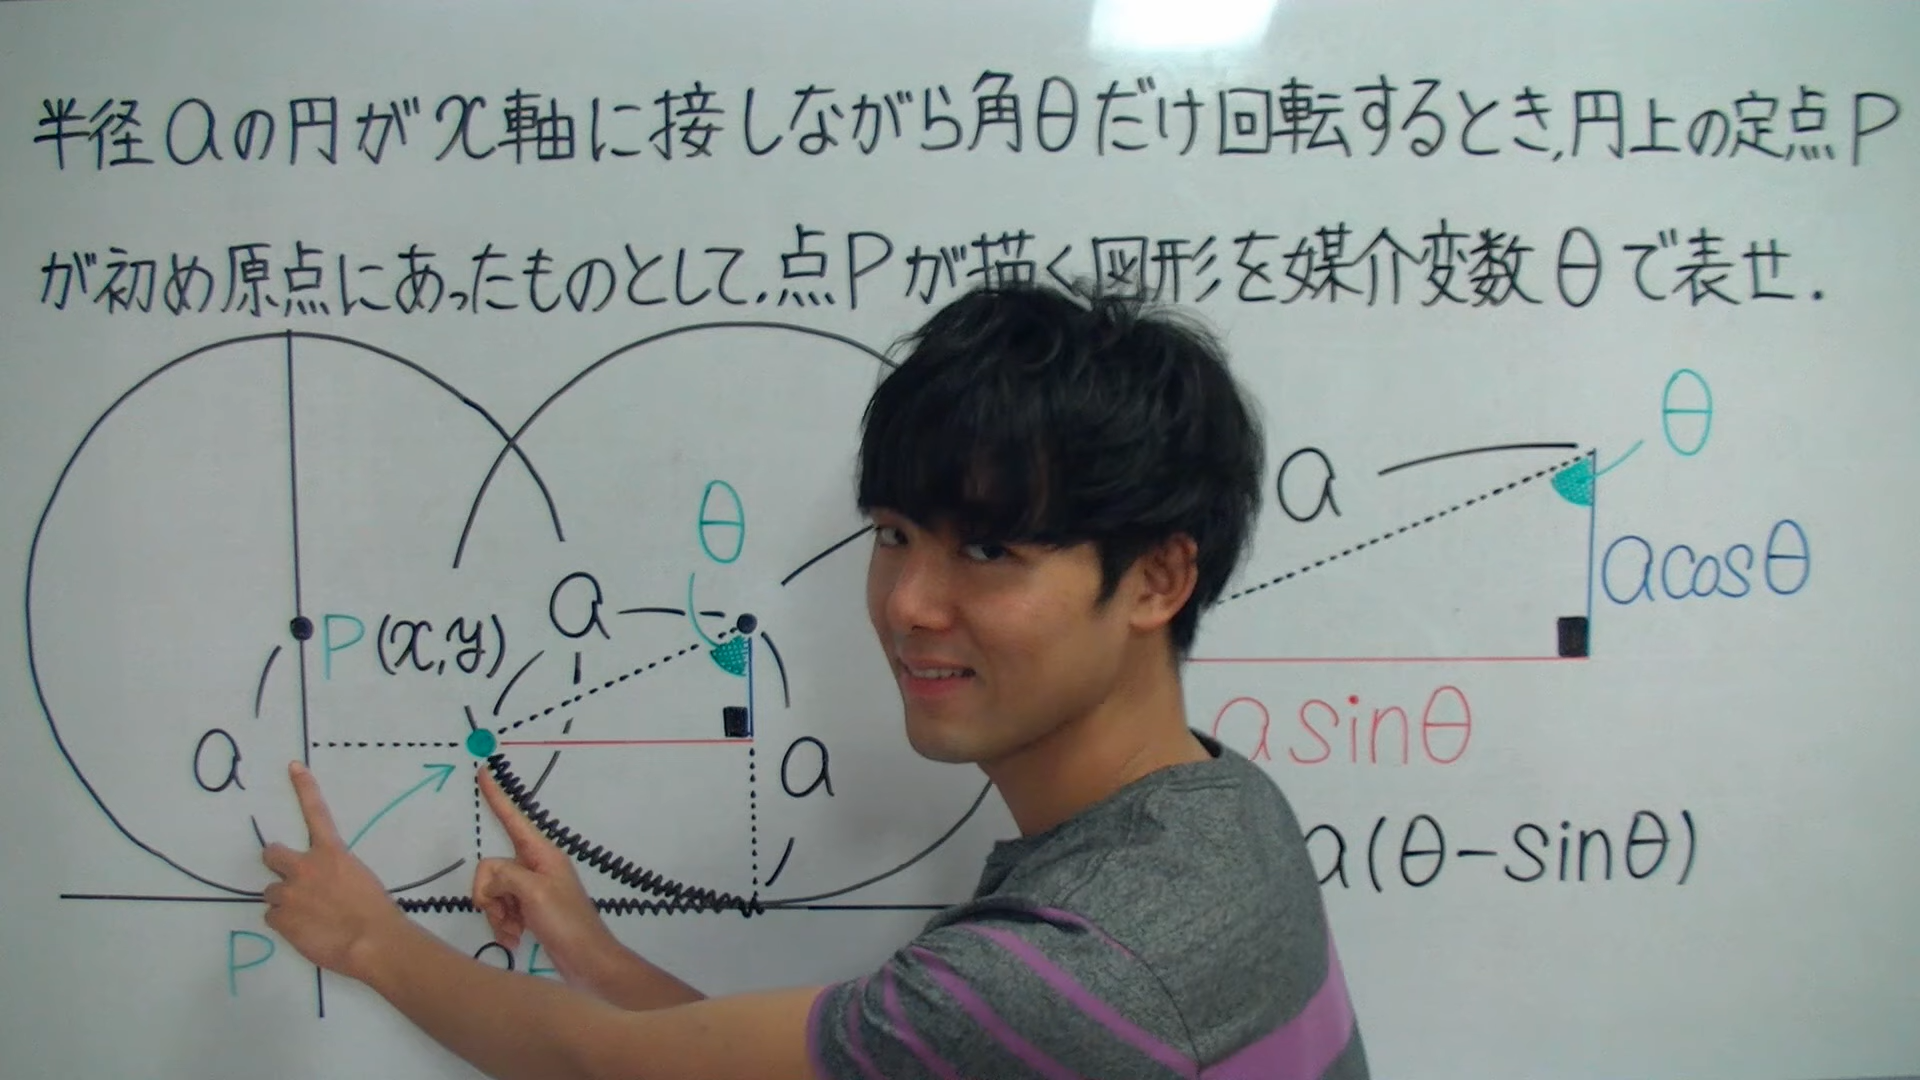 半径aの円がx軸に接しながら角θだけ回転するとき,円上の定点P
が初め原点にあったものとして.点Pが描く図形を媒介変数θで表せ.
θ
a
θ
P(x,y)
a
acosθ
a
a
asinθ
a(θ-sinθ)
P